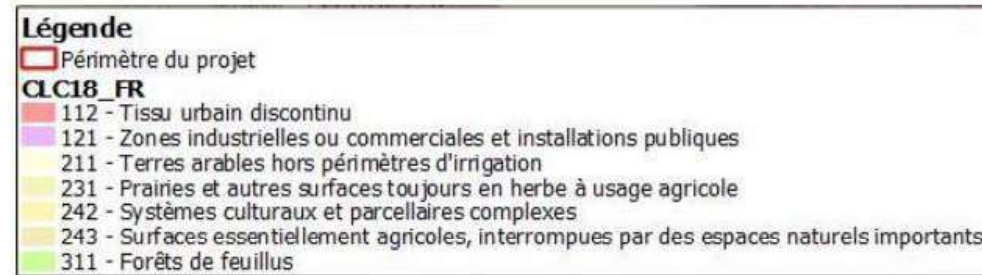 Légende
Périmètre du projet
CLC18_FR
112 - Tissu urbain discontinu
121 - Zones industrielles ou commerciales et installations publiques
211 - Terres arables hors périmètres d'irrigation
231 - Prairies et autres surfaces toujours en herbe à usage agricole
242 - Systèmes culturaux et parcellaires complexes
243 - Surfaces essentiellement agricoles, interrompues par des espaces naturels importants
311 - Forêts de feuillus